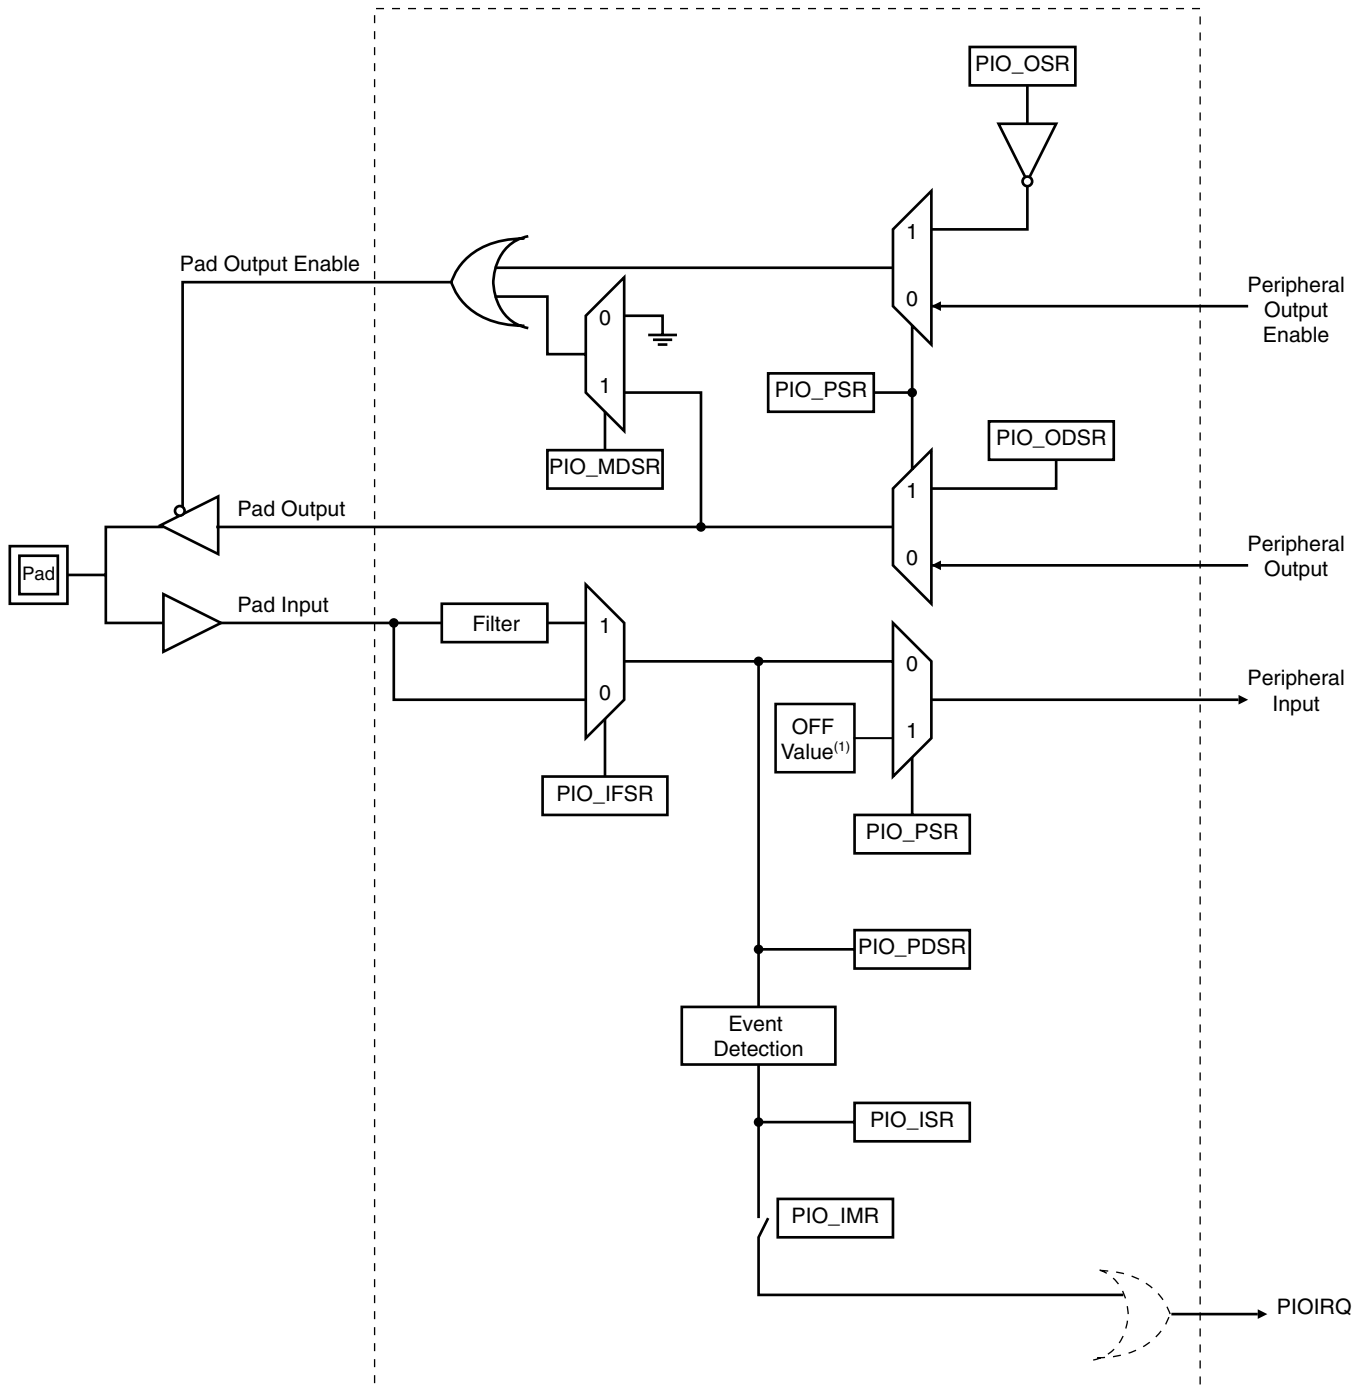 PIO_OSR
1
Pad Output Enable
0
Peripheral
Output
Enable
0
1
PIO_PSR
PIO_MDSR
PIO_ODSR
1
Pad Output
0
Peripheral
Output
Pad
Pad Input
Filter
1
0
0
Peripheral
Input
OFF
Value(1)
1
PIO_IFSR
PIO_PSR
PIO_PDSR
Event
Detection
PIO_ISR
PIO_IMR
PIOIRQ